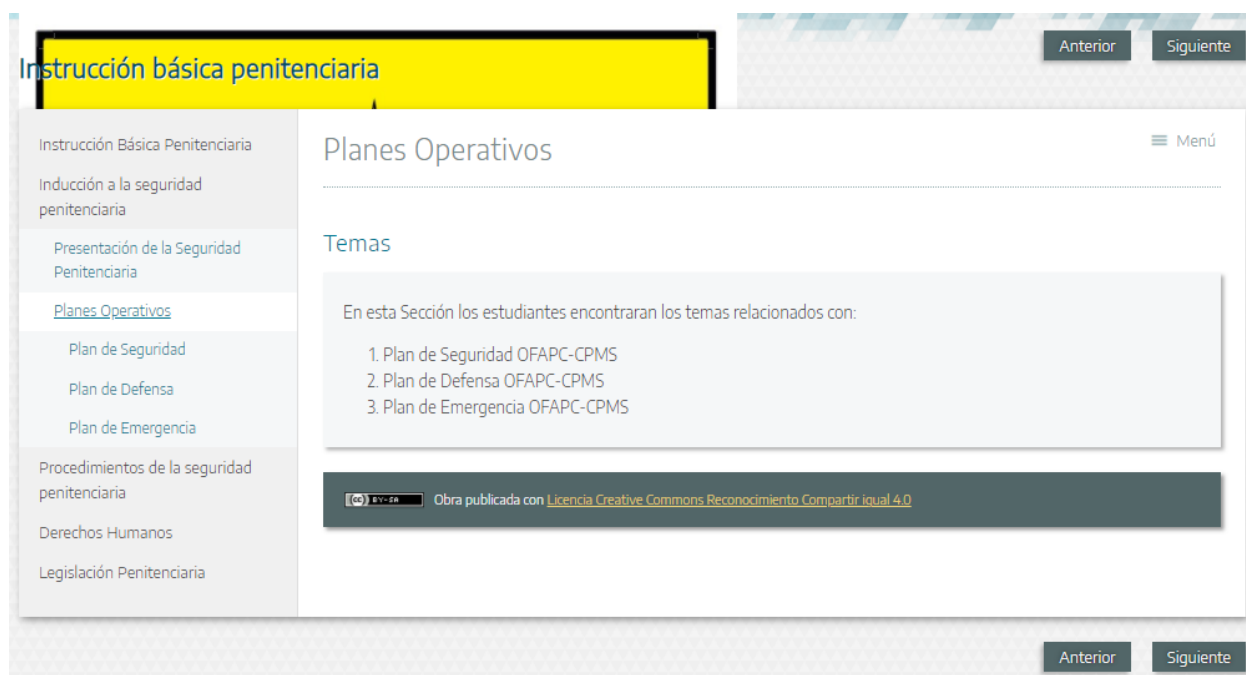 Instrucción básica penitenciaria
Anterior
Siguiente
Instrucción Básica Penitenciaria
Inducción a la seguridad
penitenciaria
Presentación de la Seguridad
Penitenciaria
Planes Operativos
Plan de Seguridad
Plan de Defensa
Plan de Emergencia
Procedimientos de la seguridad
penitenciaria
Derechos Humanos
Legislación Penitenciaria
Planes Operativos
Menú
Temas
En esta Sección los estudiantes encontraran los temas relacionados con:
1. Plan de Seguridad OFAPC-CPMS
2. Plan de Defensa OFAPC-CPMS
3. Plan de Emergencia OFAPC-CPMS
(cc) BY-SA Obra publicada con Licencia Creative Commons Reconocimiento Compartir igual 4.0
Anterior
Siguiente